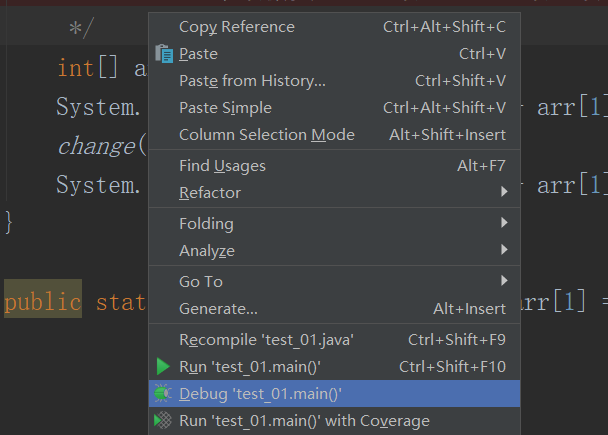 */
Copy Reference Ctrl+Alt+Shift+C
Paste Ctrl+V
int[] a
Paste from History... Ctrl+Shift+V
System. Paste Simple Ctrl+Alt+Shift+V arr[1]
change( Column Selection Mode Alt+Shift+Insert
Find Usages Alt+F7
System. Refactor arr[1]
} Folding
Analyze
Go To
public stat Generate... Alt+Insert arr[1] =
Recompile 'test_01.java' Ctrl+Shift+F9
Run 'test_01.main()' Ctrl+Shift+F10
Debug 'test_01.main()'
Run 'test_01.main()' with Coverage